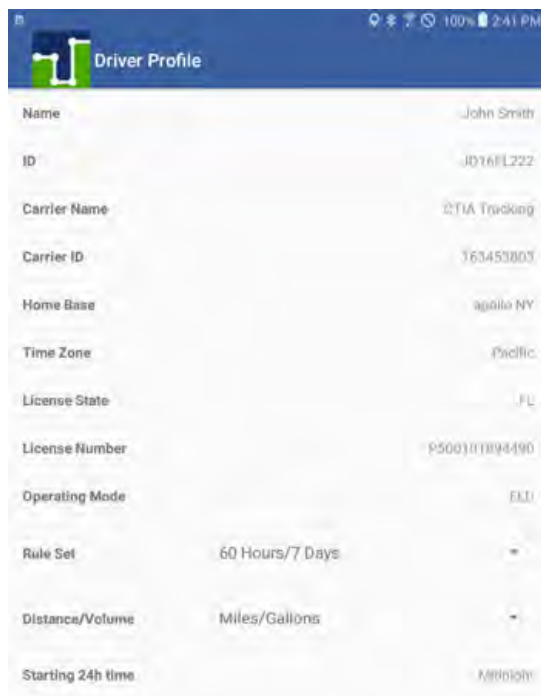 100% 2:41 PM
Driver Profile
Name John Smith
ID
Carrier Name CTIA Trucking
Carrier ID 163453803
Home Base apollo NY
Time Zone Pacific
License State FL
License Number P500101894490
Operating Mode ELD
Rule Set 60 Hours/7 Days
Distance/Volume Miles/Gallons
Starting 24h time Midnight